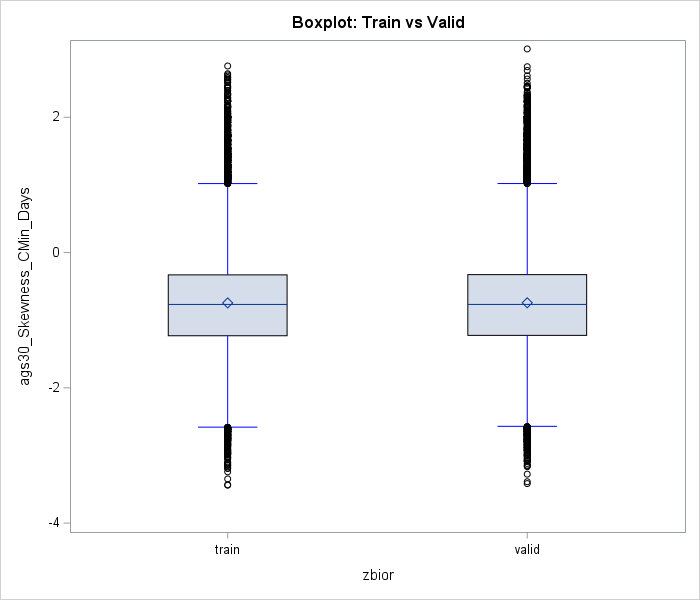 Boxplot: Train vs Valid
ags30_Skewness_CMin_Days
2
0
-2
-4
train
valid
zbior